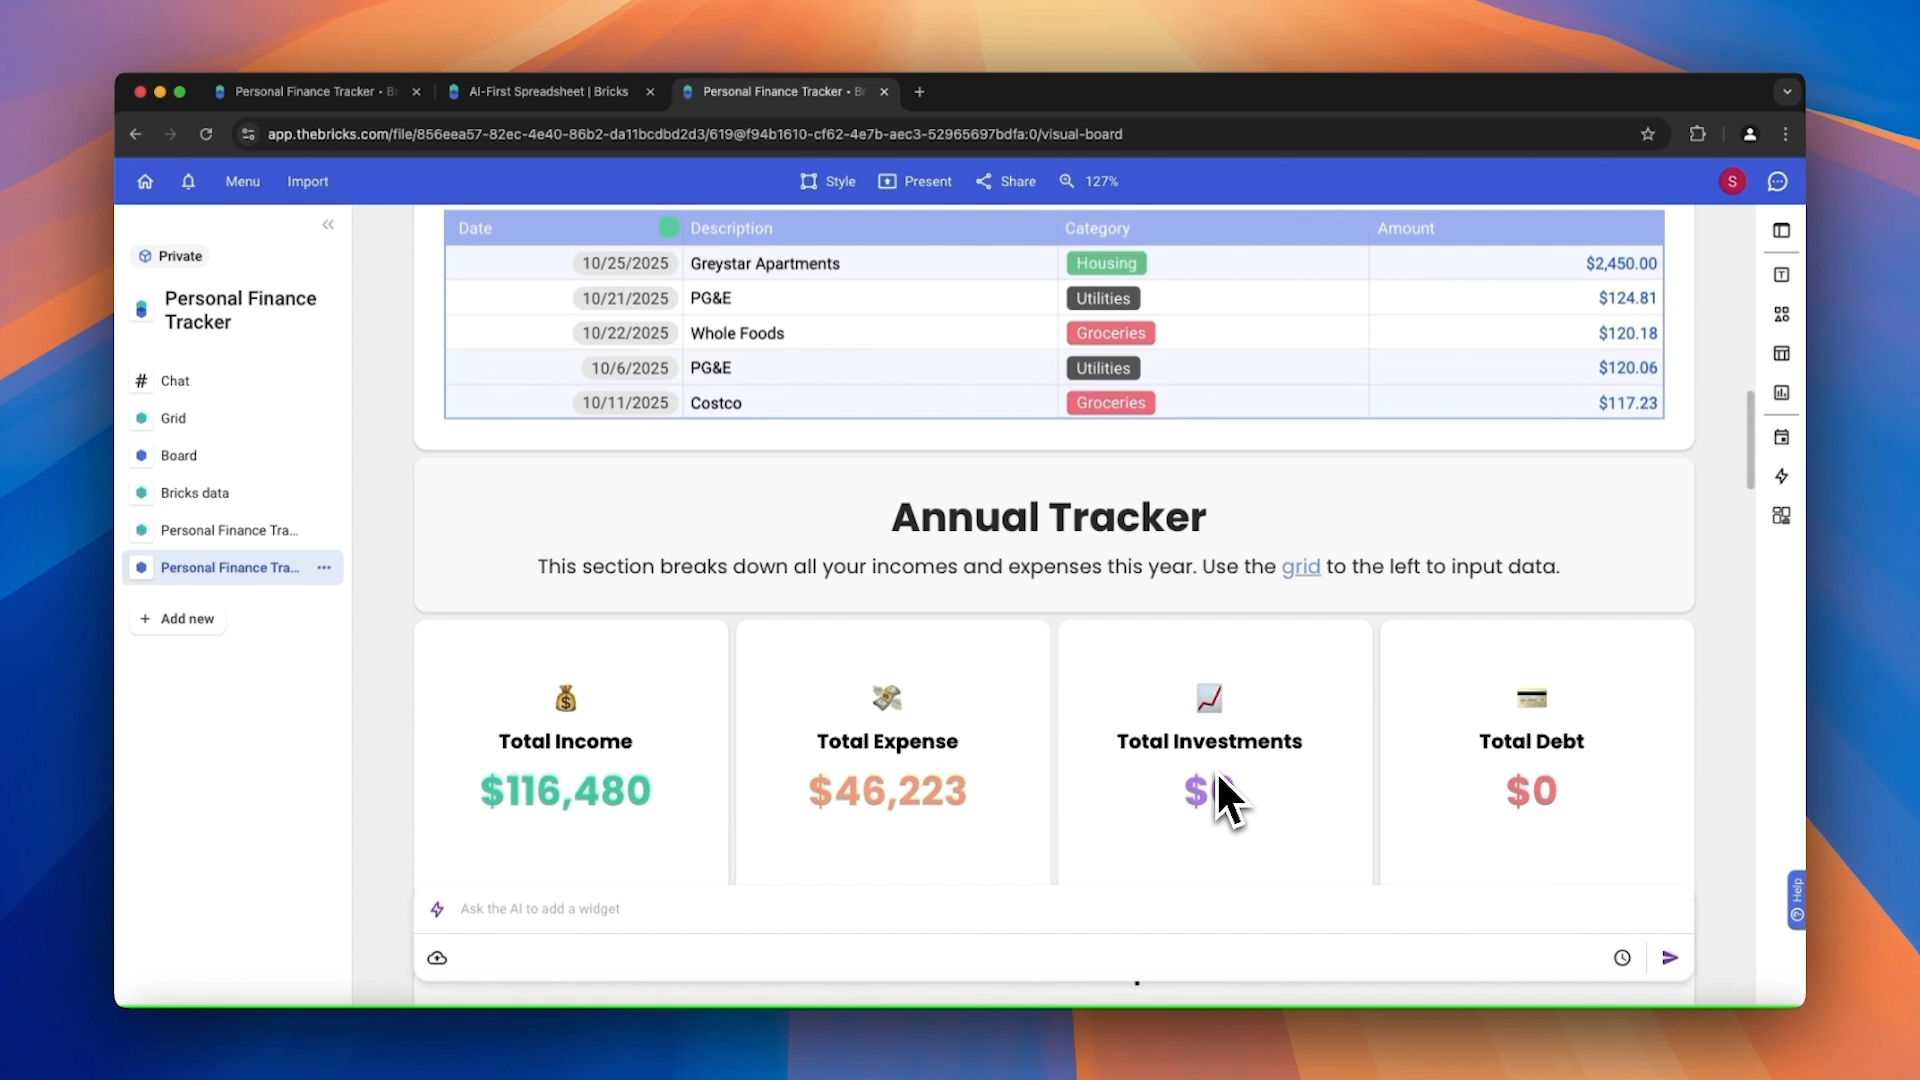 Personal Finance Tracker • Br
AI-First Spreadsheet | Bricks
Personal Finance Tracker • Br
app.thebricks.com/file/856eea57-82ec-4e40-86b2-da11bcdbd2d3/619@f94b1610-cf62-4e7b-aec3-52965697bdfa:0/visual-board
Menu
Import
Style
Present
Share
127%
S
Private
Personal Finance
Tracker
# Chat
Grid
Board
Bricks data
Personal Finance Tra...
Personal Finance Tra...
+ Add new
Date Description Category Amount
10/25/2025 Greystar Apartments Housing $2,450.00
10/21/2025 PG&E Utilities $124.81
10/22/2025 Whole Foods Groceries $120.18
10/6/2025 PG&E Utilities $120.06
10/11/2025 Costco Groceries $117.23
Annual Tracker
This section breaks down all your incomes and expenses this year. Use the grid to the left to input data.
Total Income
$116,480
Total Expense
$46,223
Total Investments
$
Total Debt
$0
Ask the AI to add a widget
Help